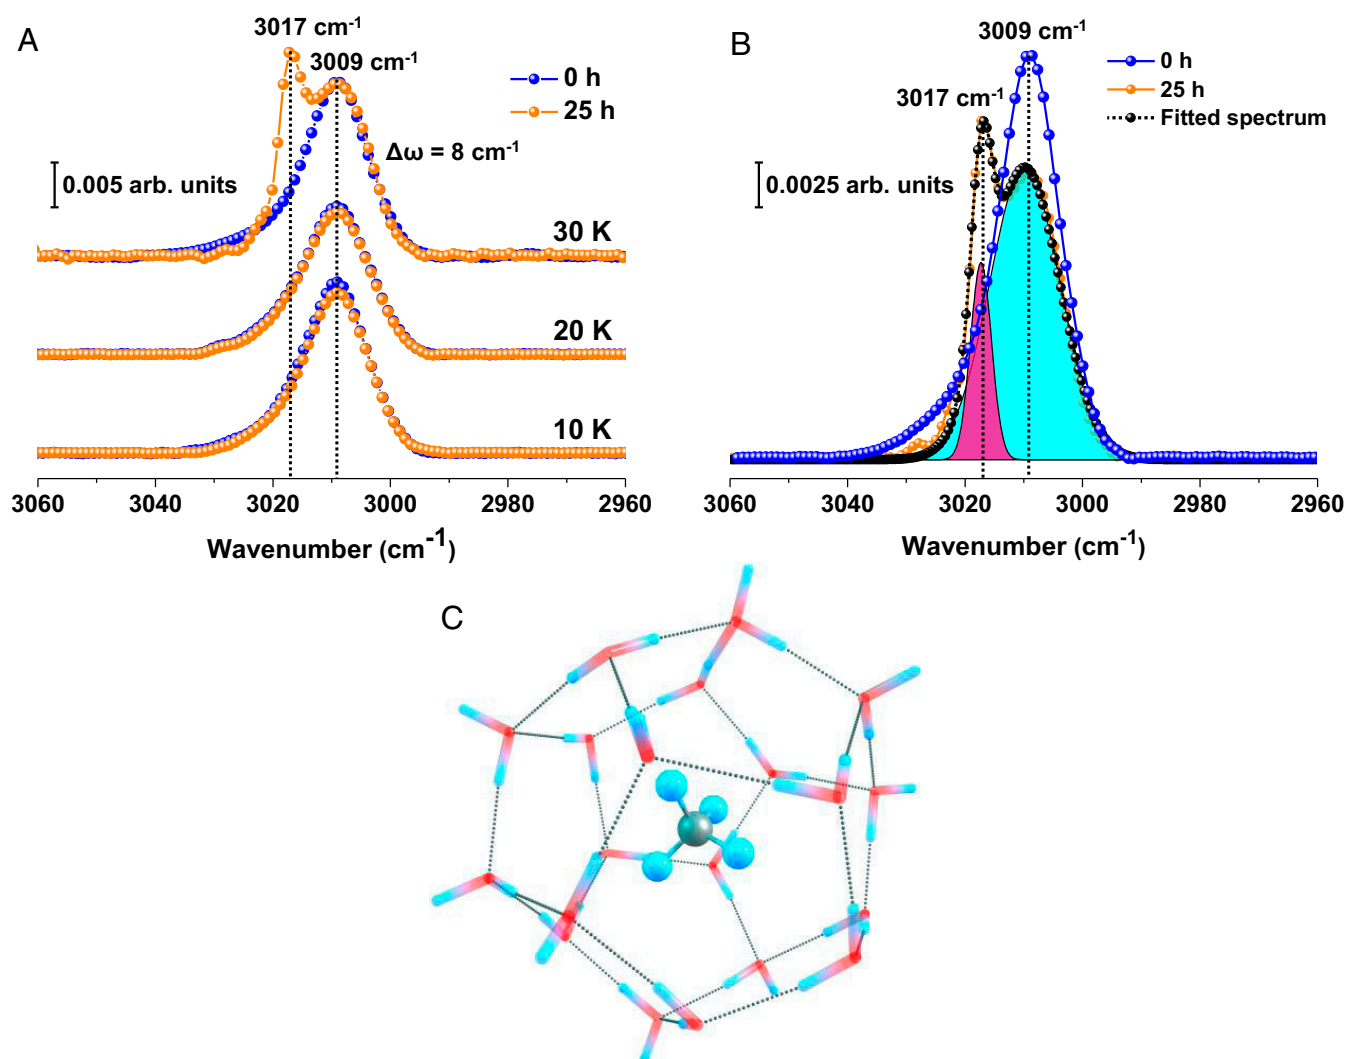 A
3017 cm⁻¹
3009 cm⁻¹
0 h
25 h
Δω = 8 cm⁻¹
0.005 arb. units
30 K
20 K
10 K
3060 3040 3020 3000 2980 2960
Wavenumber (cm⁻¹)
B
3009 cm⁻¹
3017 cm⁻¹
0 h
25 h
Fitted spectrum
0.0025 arb. units
3060 3040 3020 3000 2980 2960
Wavenumber (cm⁻¹)
C